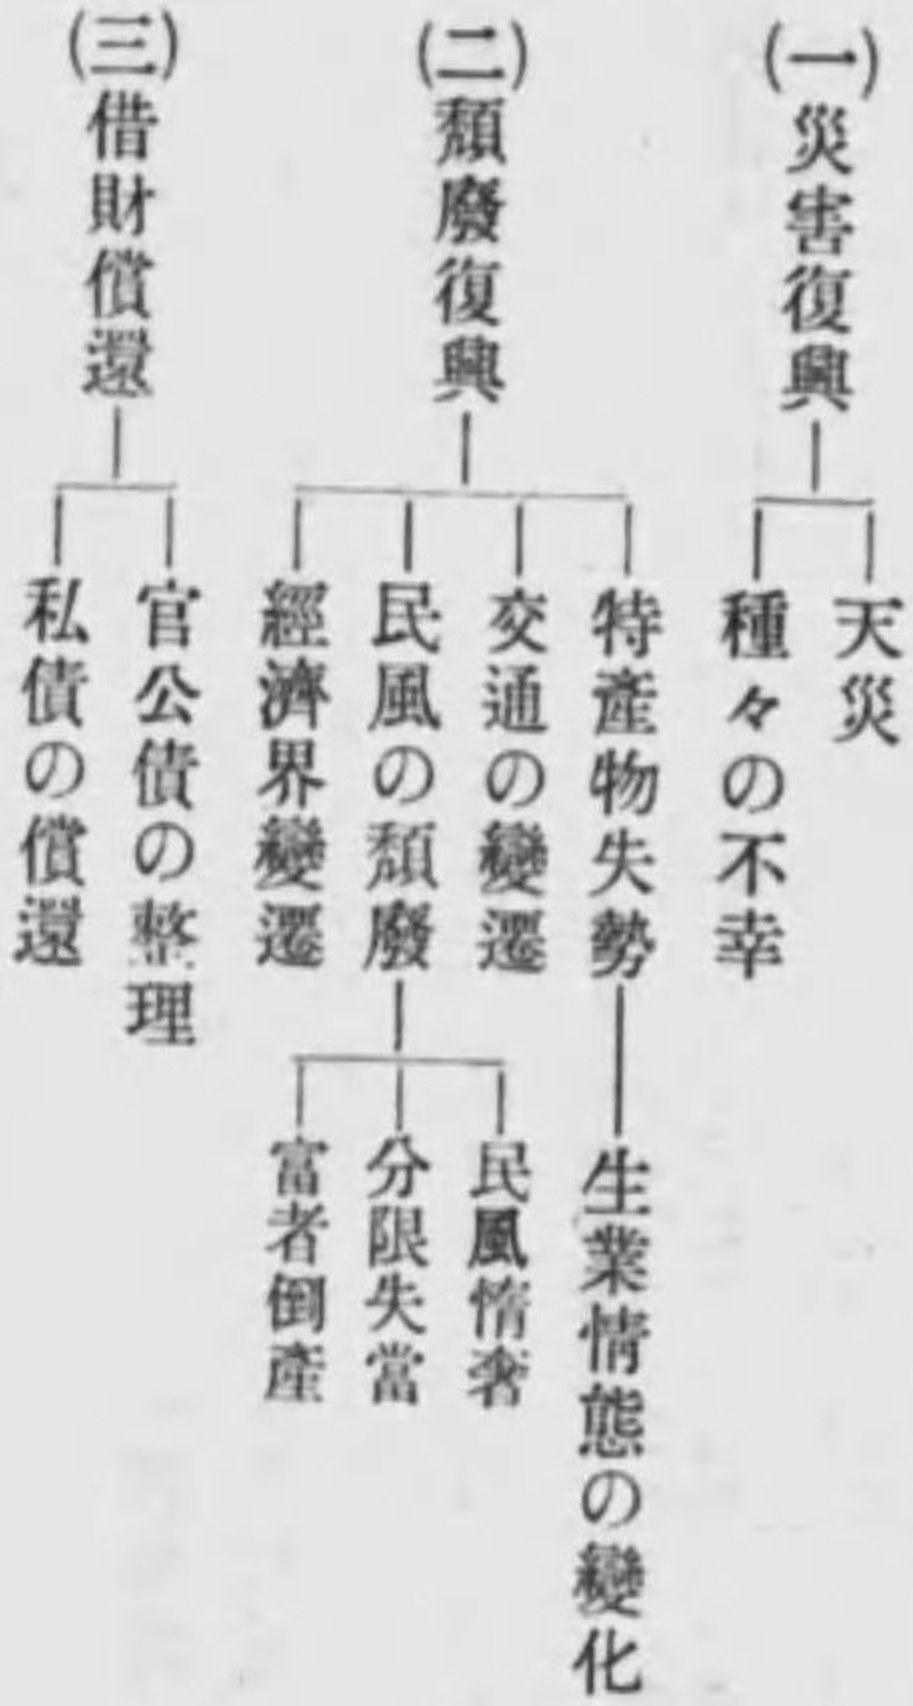 (一)災害復興
天災
種々の不幸
(二)頽廢復興
特產物失勢
生業情態の變化
交通の變遷
民風の頽廢
民風惰奢
分限失當
富者倒產
經濟界變遷
(三)借財償還
官公債の整理
私債の償還